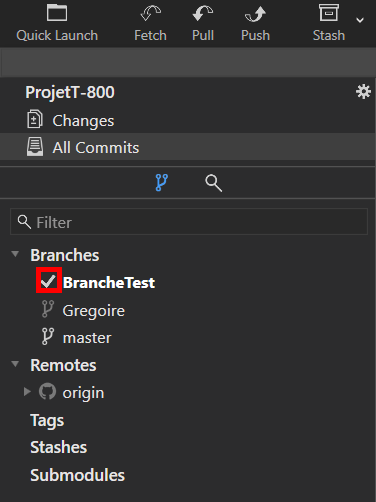 Quick Launch Fetch Pull Push Stash
ProjetT-800
Changes
All Commits
Filter
Branches
BrancheTest
Gregoire
master
Remotes
origin
Tags
Stashes
Submodules